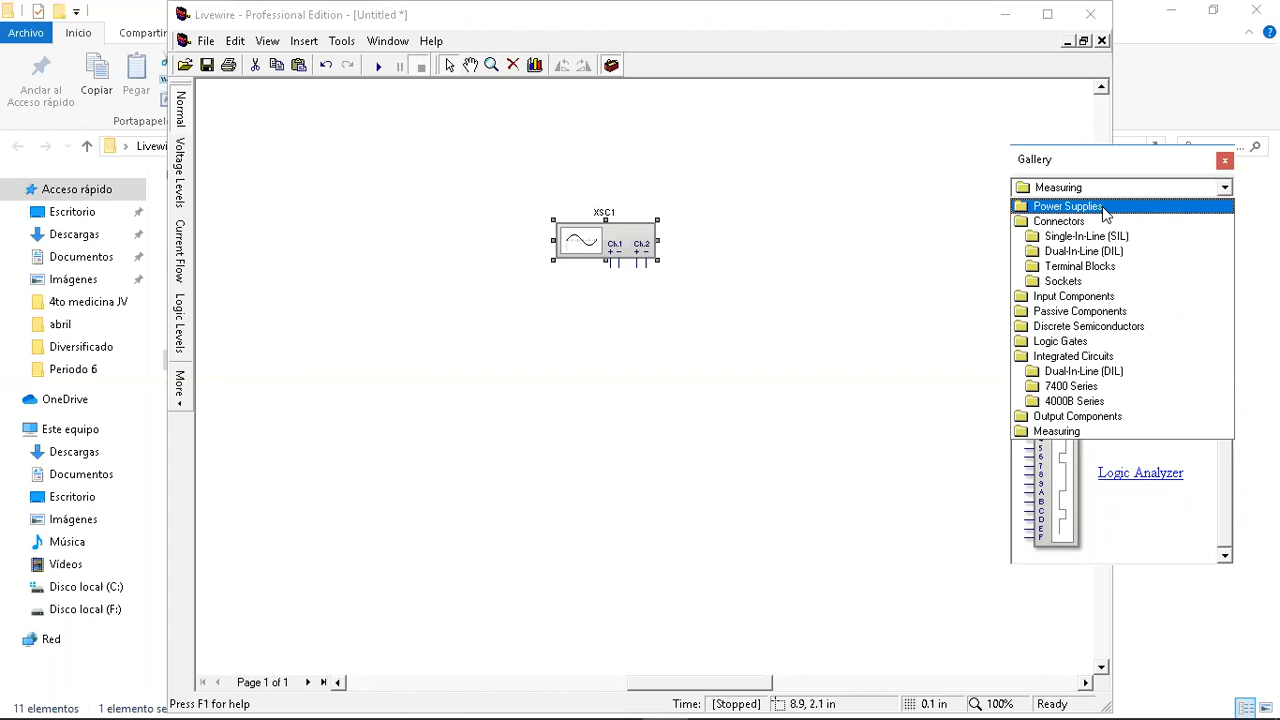 Livewire - Professional Edition - [Untitled *]
Archivo
Inicio
Compartir
File Edit View Insert Tools Window Help
Anclar al
Acceso rápido
Copiar
Pegar
Portapapele
Livewi
Normal
Voltage Levels
Current Flow
Logic Levels
More
Acceso rápido
Escritorio
Descargas
Documentos
Imágenes
4to medicina JV
abril
Diversificado
Periodo 6
OneDrive
Este equipo
Descargas
Documentos
Escritorio
Imágenes
Música
Vídeos
Disco local (C:)
Disco local (F:)
Red
XSC1
Ch.1 Ch.2
+ - + -
Gallery
Measuring
Power Supplies
Connectors
Single-In-Line (SIL)
Dual-In-Line (DIL)
Terminal Blocks
Sockets
Input Components
Passive Components
Discrete Semiconductors
Logic Gates
Integrated Circuits
Dual-In-Line (DIL)
7400 Series
4000B Series
Output Components
Measuring
5
6
7
8
9
A
B
C
D
E
F
Logic Analyzer
Page 1 of 1
Press F1 for help
Time: [Stopped] 8.9, 2.1 in 0.1 in 100% Ready
11 elementos 1 elemento se